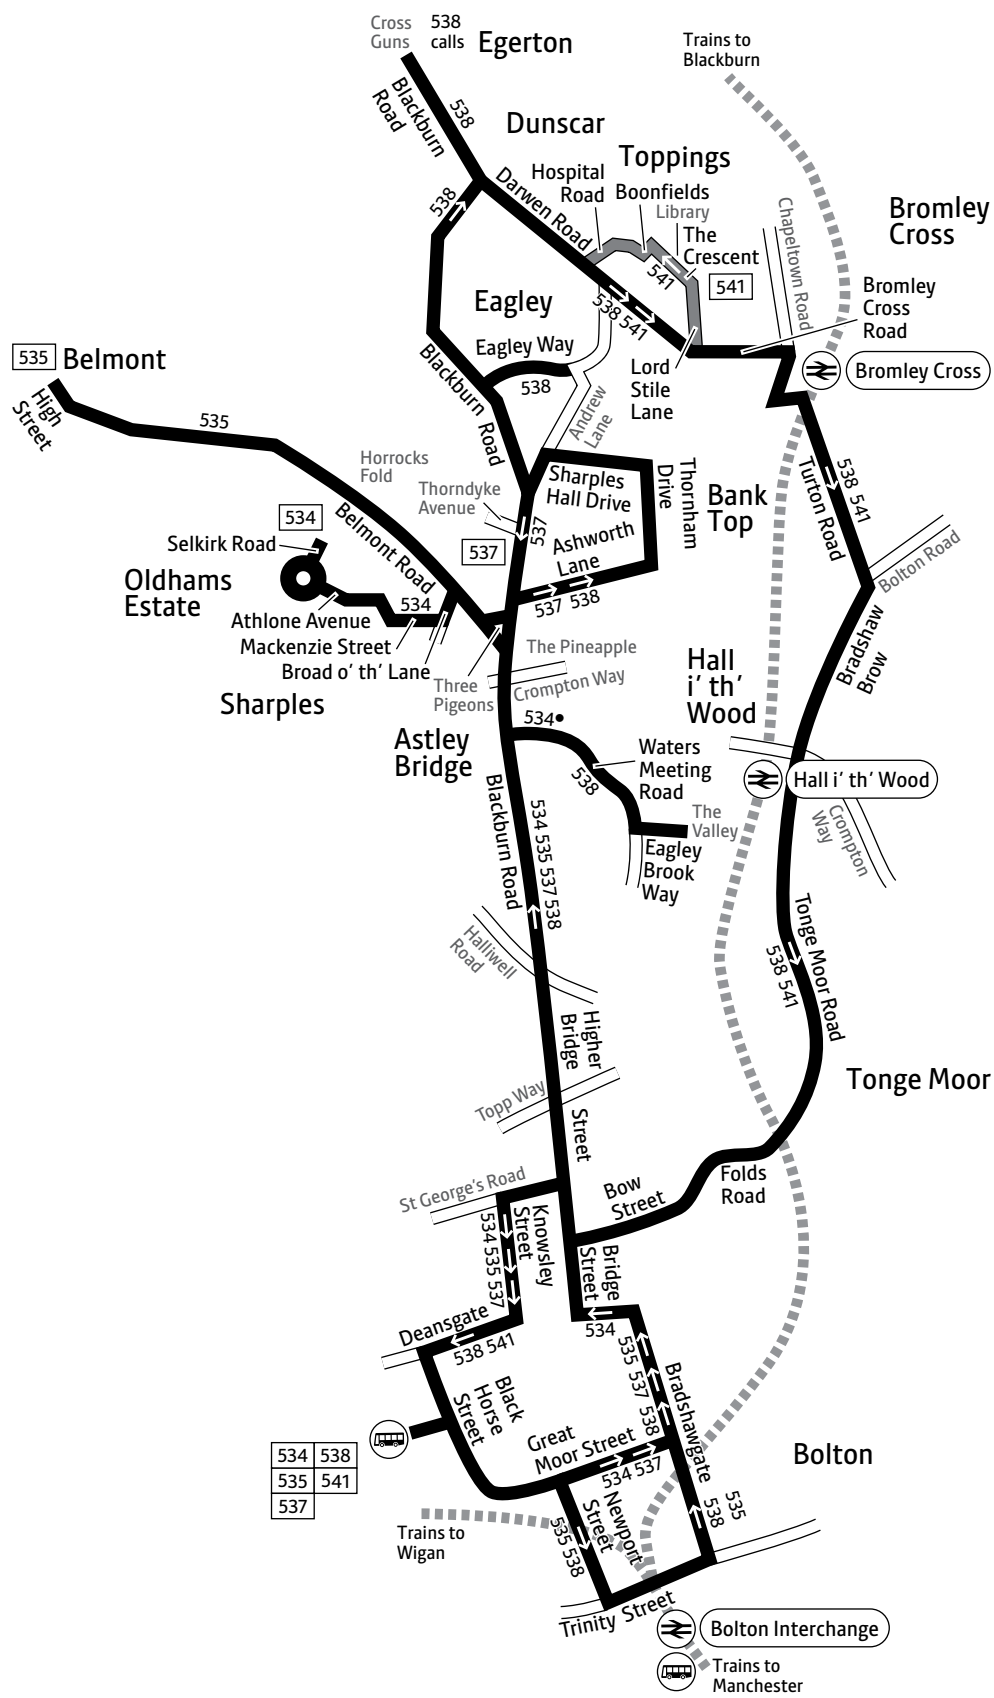 Cross
Guns
538
calls
Egerton
Trains to
Blackburn
Blackburn
Road
538
Dunscar
Toppings
Hospital
Road
Boonfields
Library
The
Crescent
Darwen Road
538
541
541
538 541
Chapeltown Road
Bromley
Cross
Bromley
Cross
Road
Bromley Cross
Eagley
Eagley Way
538
Lord
Stile
Lane
Andrew
Lane
Blackburn Road
535
Belmont
High
Street
535
Horrocks
Fold
Thorndyke
Avenue
Belmont Road
534
Selkirk Road
Oldhams
Estate
534
Athlone Avenue
Mackenzie Street
Broad o' th' Lane
Sharples
537
537
Sharples
Hall Drive
Thornham
Drive
Ashworth
Lane
537 538
Bank
Top
538 541
Turton Road
Bolton Road
Bradshaw
Brow
The Pineapple
Crompton Way
Three
Pigeons
Astley
Bridge
534•
538
Waters
Meeting
Road
The
Valley
Eagley
Brook
Way
Hall
i' th'
Wood
Hall i' th' Wood
Crompton
Way
Blackburn Road
534 535 537 538
Halliwell
Road
Tonge Moor Road
538 541
Higher
Bridge
Street
Topp Way
Tonge Moor
St George's Road
Bow
Street
Folds
Road
Knowsley
Street
534 535 537
Bridge
Street
Deansgate
538 541
534
535 537 538
Bradshawgate
Black
Horse
Street
Great
Moor Street
534 537
534 538
535 541
537
Bolton
535
538
Newport
Street
535 538
Trains to
Wigan
Trinity Street
Bolton Interchange
Trains to
Manchester